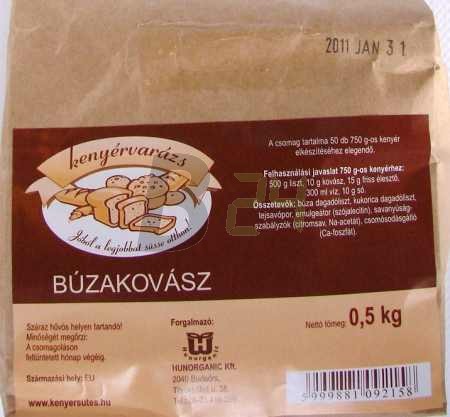 2011 JAN 31
kenyérvarázs
Jóból a legjobbat süsse otthon!
BÚZAKOVÁSZ
A csomag tartalma 50 db 750 g-os kenyér
elkészítéséhez elegendő.
Felhasználási javaslat 750 g-os kenyérhez:
500 g liszt, 10 g kovász, 15 g friss élesztő,
300 ml víz, 10 g só.
Összetevők: búza dagadóliszt, kukorica dagadóliszt,
tejsavópor, emulgeátor (szójalecitin), savanyúság-
szabályzók (citromsav, Na-acetát), csomósodásgátló
(Ca-foszfát).
Száraz hűvös helyen tartandó!
Minőségét megőrzi:
A csomagoláson
feltüntetett hónap végéig.
Származási hely: EU
www.kenyersutes.hu
Forgalmazó:
Hunorganic
HUNORGANIC Kft.
2040 Budaörs,
Nettó tömeg: 0,5 kg
5999881092158